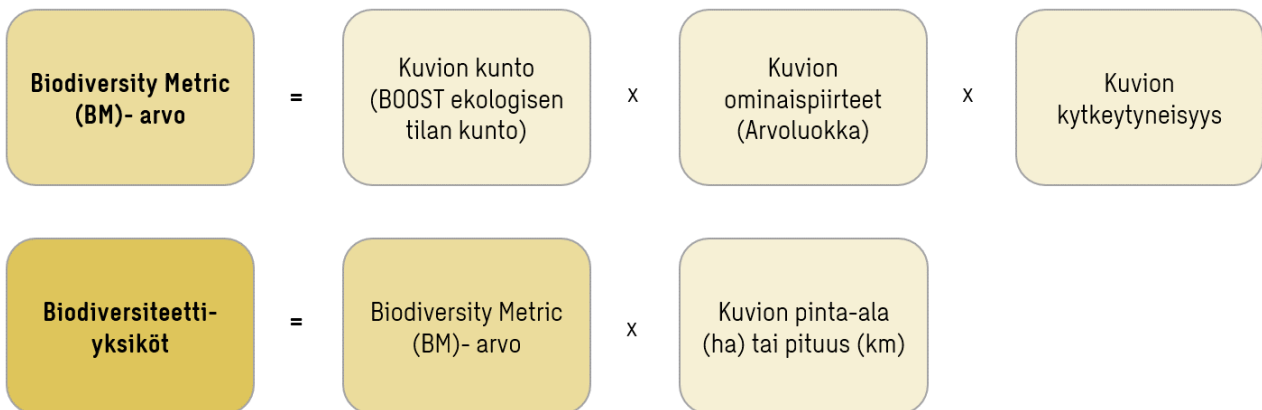 Biodiversity Metric
(BM)- arvo
=
Kuvion kunto
(BOOST ekologisen
tilan kunto)
x
Kuvion
ominaispiirteet
(Arvoluokka)
x
Kuvion
kytkeytyneisyys
Biodiversiteetti-
yksiköt
=
Biodiversity Metric
(BM)- arvo
x
Kuvion pinta-ala
(ha) tai pituus (km)